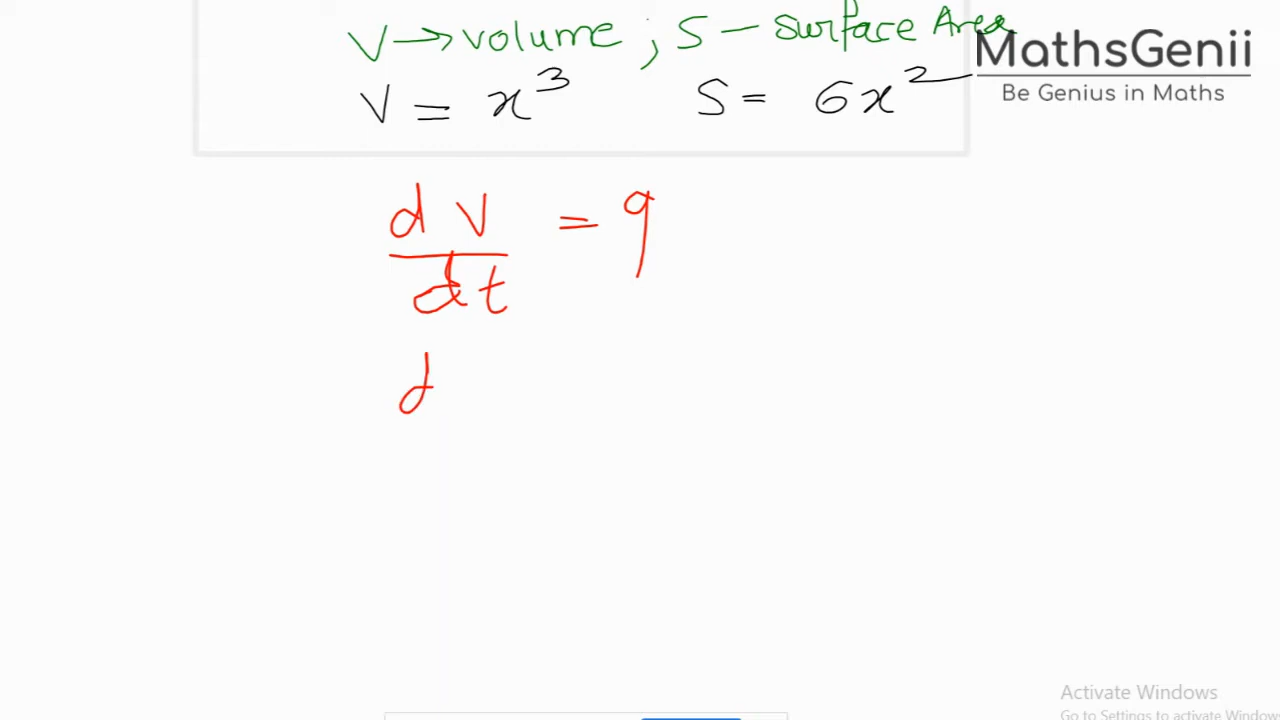 V → volume ; S - surface Area
MathsGenii
Be Genius in Maths
V = x³ S = 6x²
dV/dt = 9
d
Activate Windows
Go to Settings to activate Window